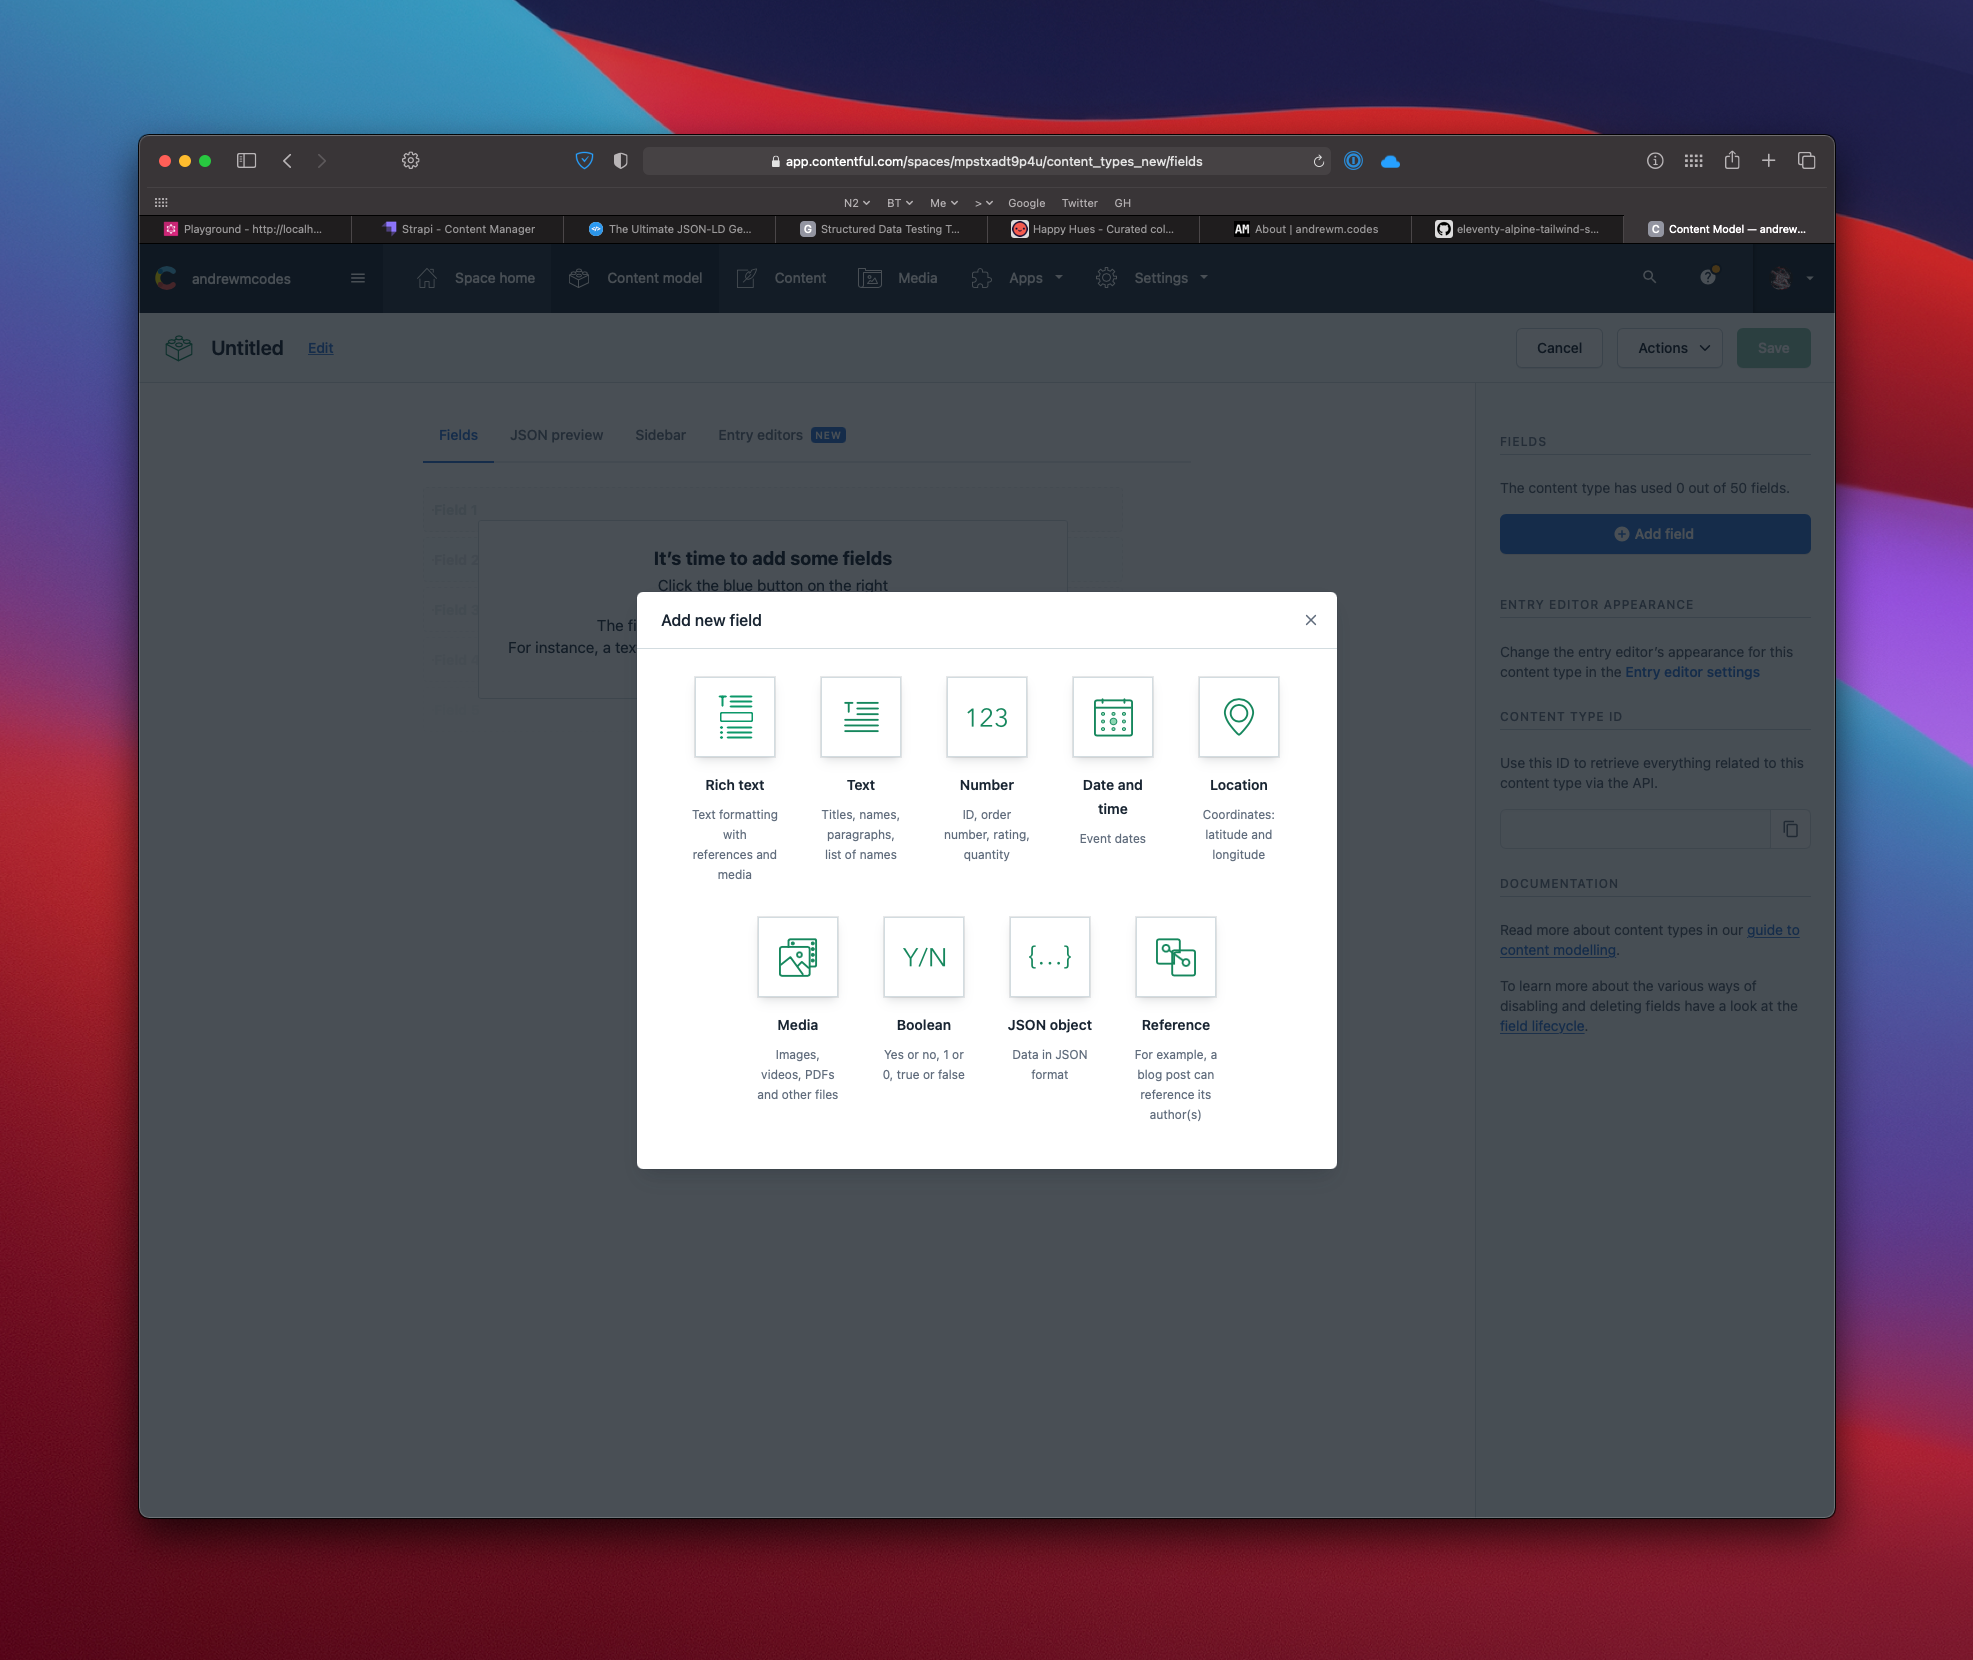 app.contentful.com/spaces/mpstxadt9p4u/content_types_new/fields
N2 BT Me > Google Twitter GH
Playground - http://localh...
Strapi - Content Manager
The Ultimate JSON-LD Ge...
G Structured Data Testing T...
Happy Hues - Curated col...
AM About | andrewm.codes
eleventy-alpine-tailwind-s...
C Content Model — andrew...
andrewmcodes
Space home
Content model
Content
Media
Apps
Settings
?
Untitled Edit
Cancel
Actions
Save
Fields
JSON preview
Sidebar
Entry editors NEW
Field 1
Field 2
Field 3
It's time to add some fields
Click the blue button on the right
The fi
For instance, a tex
Add new field
T
Rich text
Text formatting
with
references and
media
T
Text
Titles, names,
paragraphs,
list of names
123
Number
ID, order
number, rating,
quantity
Date and
time
Event dates
Location
Coordinates:
latitude and
longitude
Media
Images,
videos, PDFs
and other files
Y/N
Boolean
Yes or no, 1 or
0, true or false
{...}
JSON object
Data in JSON
format
Reference
For example, a
blog post can
reference its
author(s)
FIELDS
The content type has used 0 out of 50 fields.
Add field
ENTRY EDITOR APPEARANCE
Change the entry editor's appearance for this
content type in the Entry editor settings
CONTENT TYPE ID
Use this ID to retrieve everything related to this
content type via the API.
DOCUMENTATION
Read more about content types in our guide to
content modelling.
To learn more about the various ways of
disabling and deleting fields have a look at the
field lifecycle.